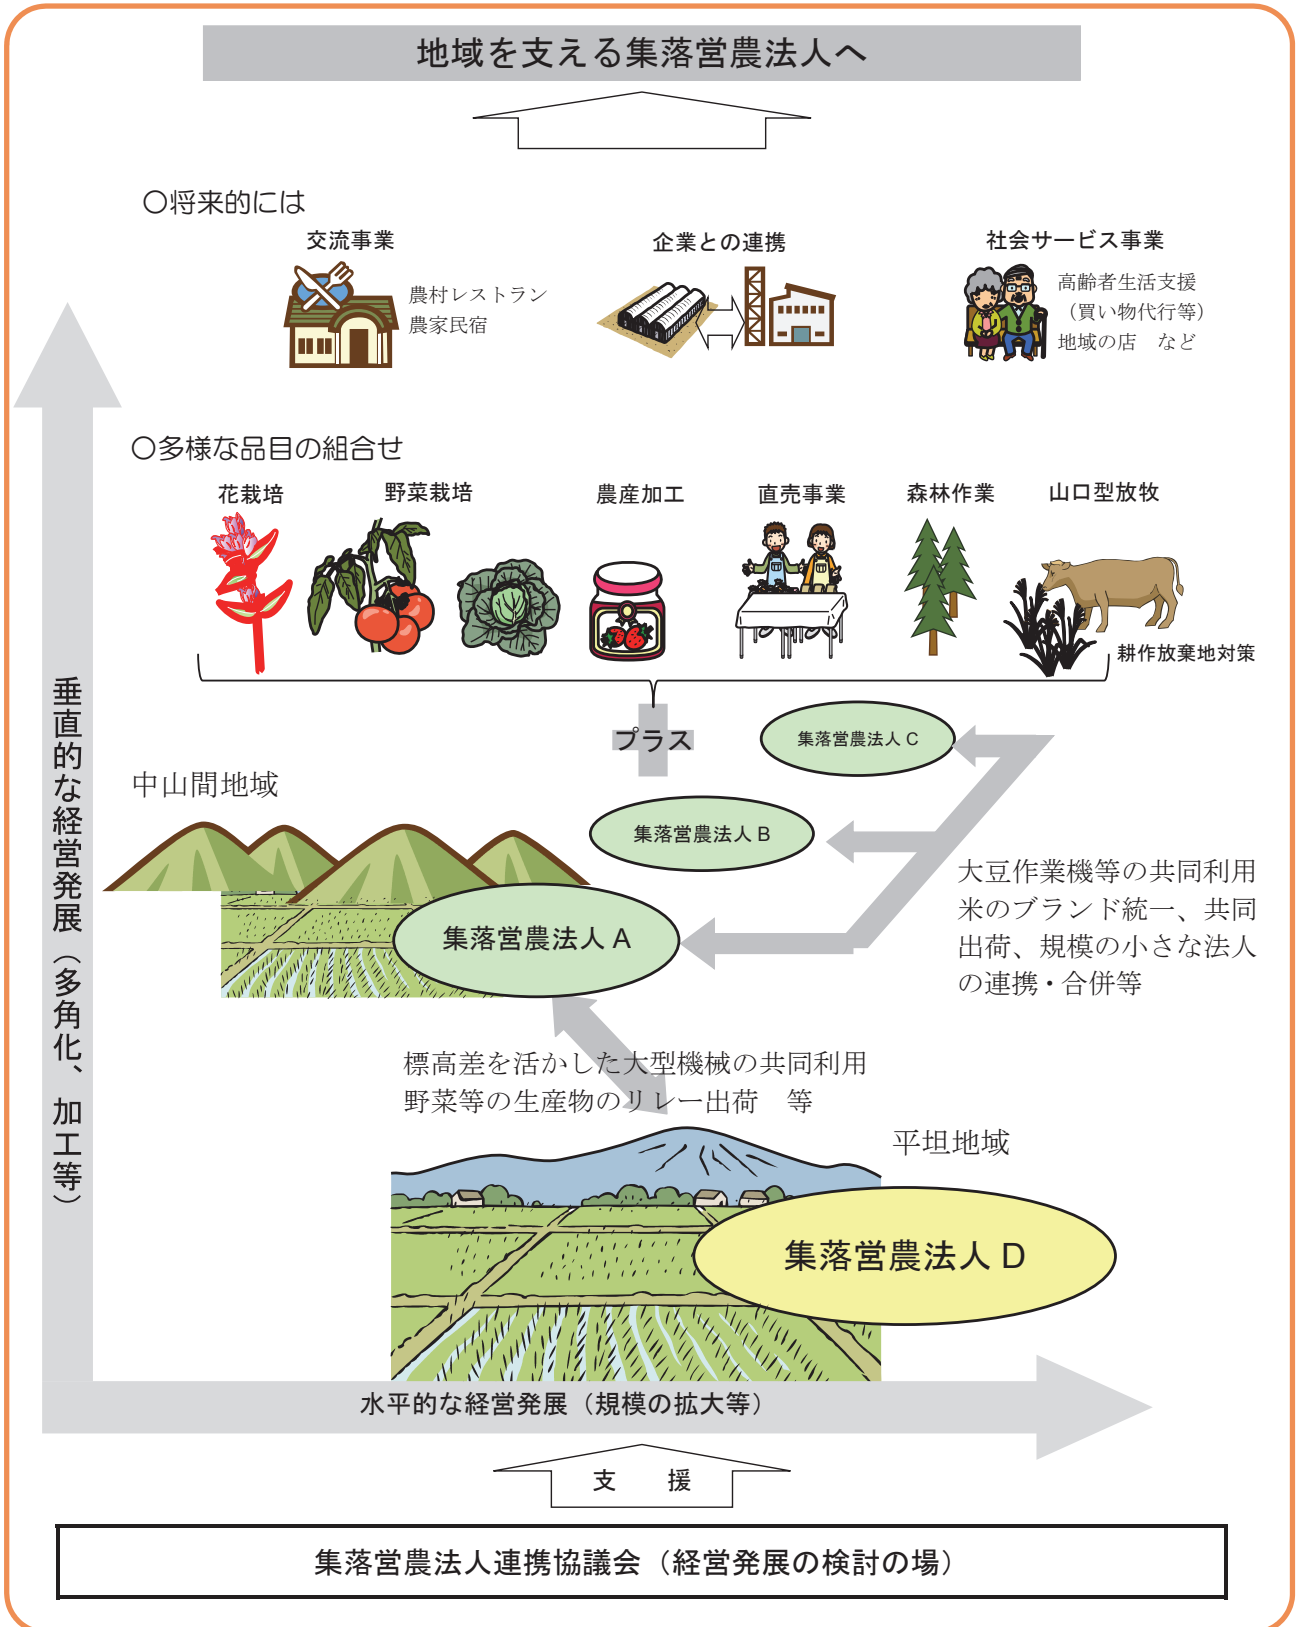 地域を支える集落営農法人へ
○将来的には
交流事業
農村レストラン
農家民宿
企業との連携
社会サービス事業
高齢者生活支援
（買い物代行等）
地域の店　など
○多様な品目の組合せ
花栽培
野菜栽培
農産加工
直売事業
森林作業
山口型放牧
耕作放棄地対策
プラス
集落営農法人 C
中山間地域
集落営農法人 B
集落営農法人 A
大豆作業機等の共同利用
米のブランド統一、共同
出荷、規模の小さな法人
の連携・合併等
標高差を活かした大型機械の共同利用
野菜等の生産物のリレー出荷　等
平坦地域
集落営農法人 D
垂直的な経営発展（多角化、加工等）
水平的な経営発展（規模の拡大等）
支　援
集落営農法人連携協議会（経営発展の検討の場）